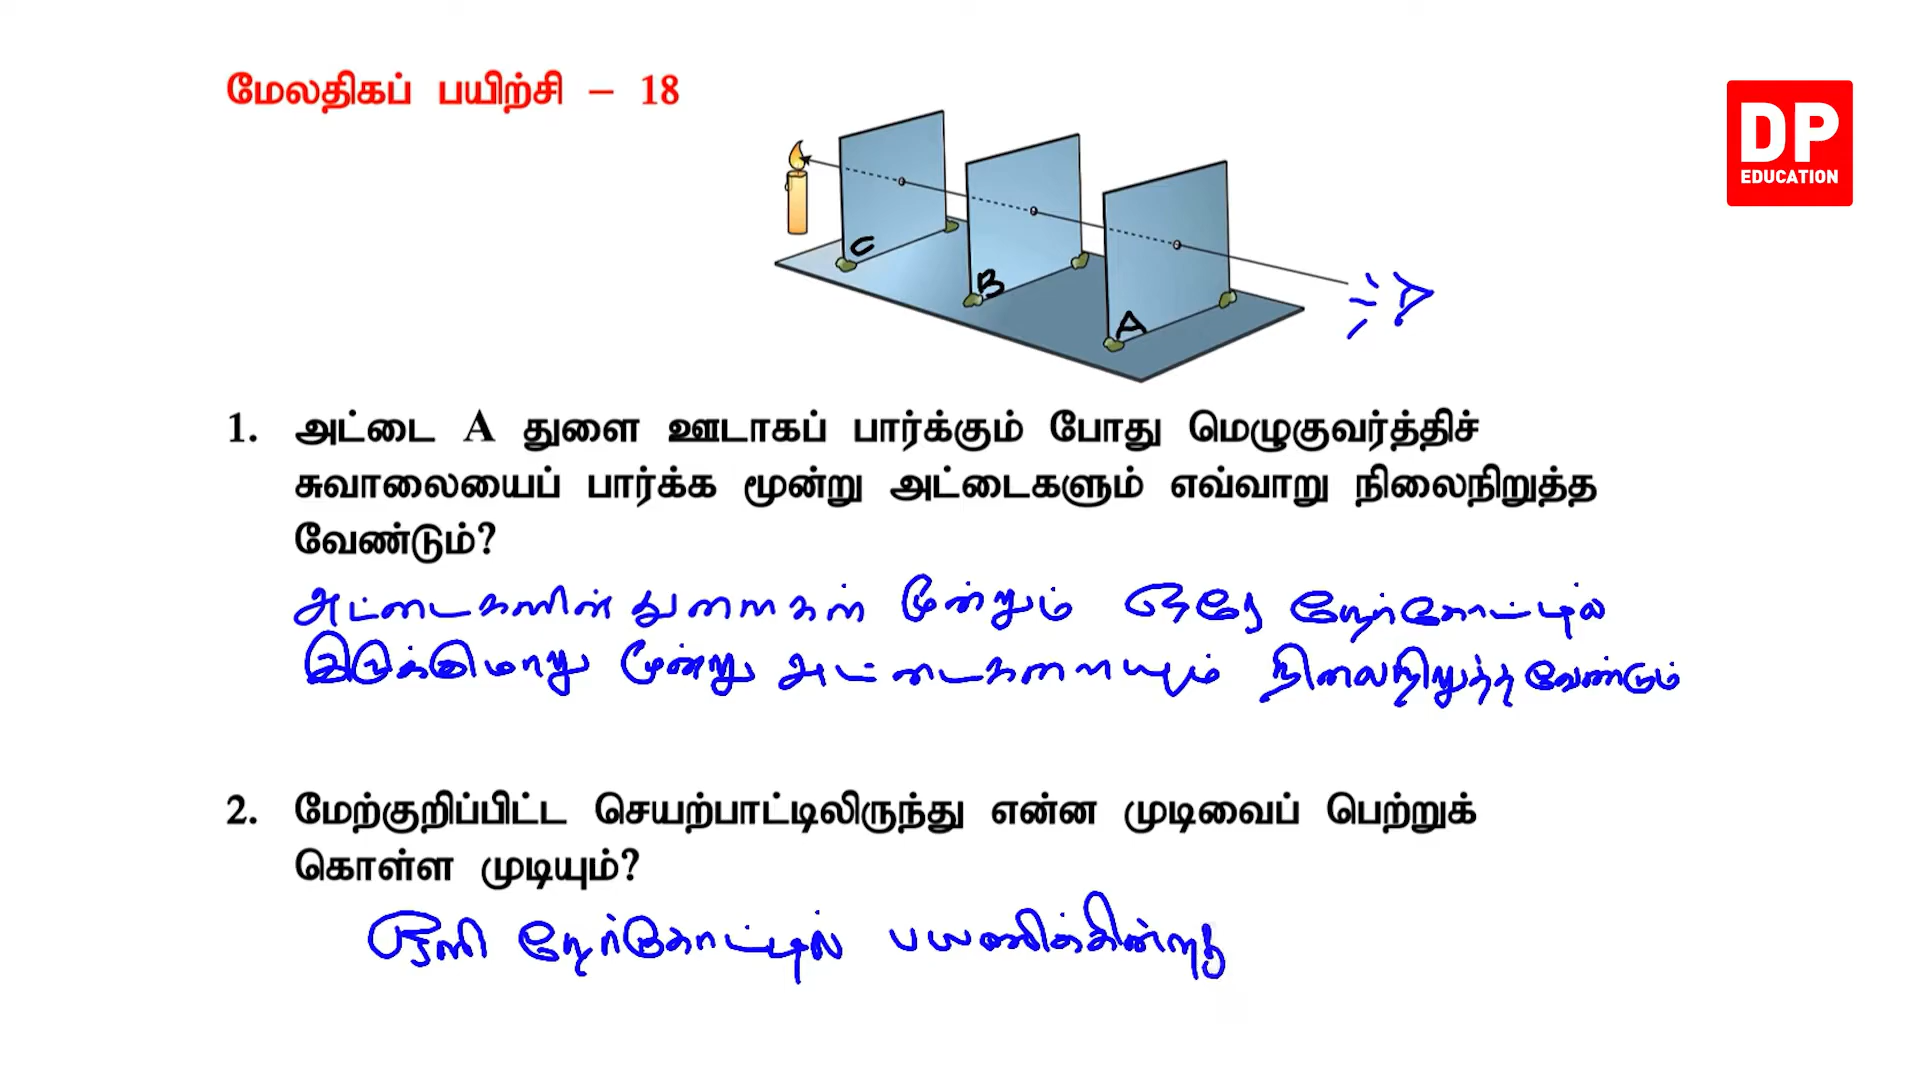 மேலதிகப் பயிற்சி – 18
DP
EDUCATION
C
B
A
1. அட்டை A துளை ஊடாகப் பார்க்கும் போது மெழுகுவர்த்திச்
சுவாலையைப் பார்க்க மூன்று அட்டைகளும் எவ்வாறு நிலைநிறுத்த
வேண்டும்?
அட்டைகளின் துளைகள் மூன்றும் ஒரே நேர்கோட்டில்
இருக்குமாறு மூன்று அட்டைகளையும் நிலைநிறுத்த வேண்டும்
2. மேற்குறிப்பிட்ட செயற்பாட்டிலிருந்து என்ன முடிவைப் பெற்றுக்
கொள்ள முடியும்?
ஒளி நேர்கோட்டில் பயணிக்கின்றது